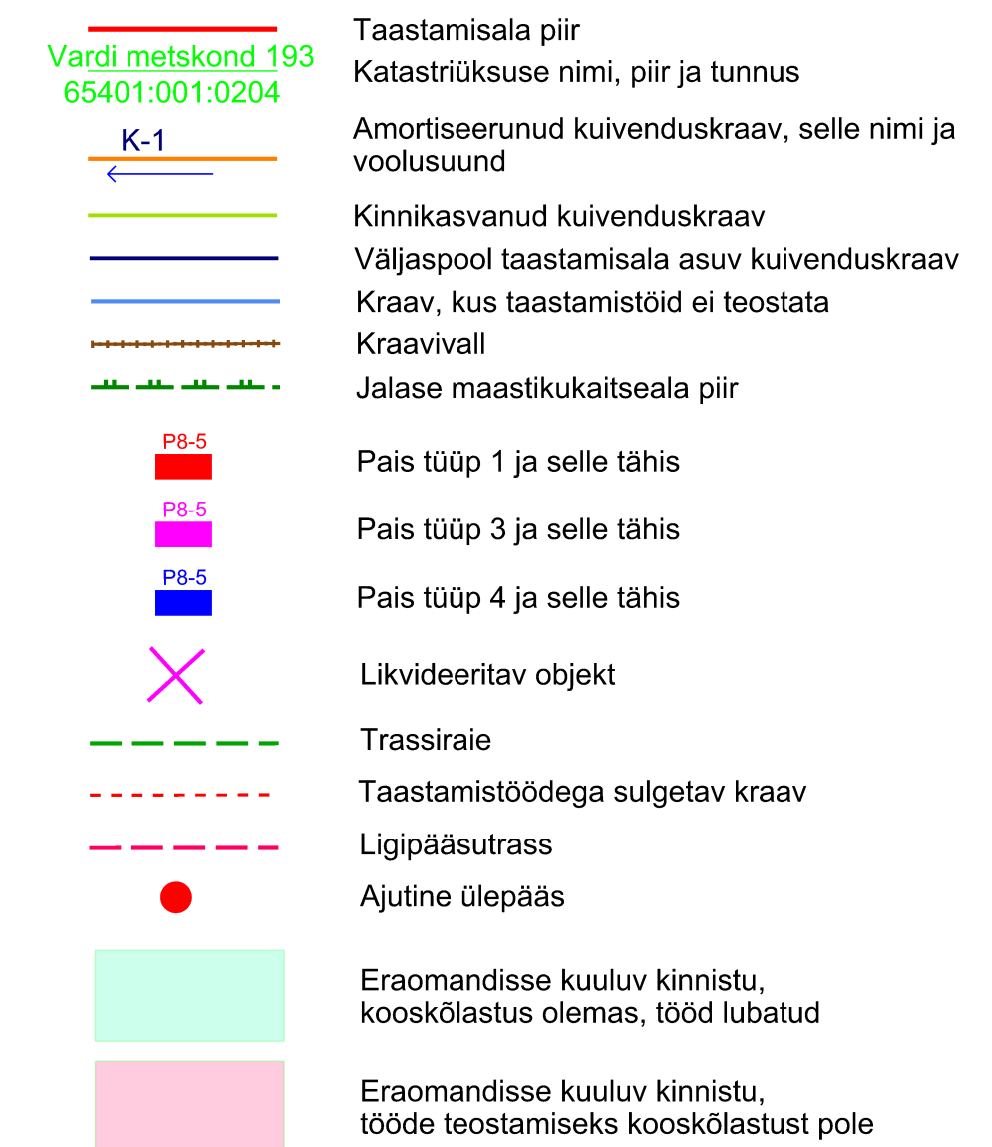 Taastamisala piir
Vardi metskond 193
65401:001:0204
Katastriüksuse nimi, piir ja tunnus
K-1
Amortiseerunud kuivenduskraav, selle nimi ja
voolusuund
Kinnikasvanud kuivenduskraav
Väljaspool taastamisala asuv kuivenduskraav
Kraav, kus taastamistöid ei teostata
Kraavivall
Jalase maastikukaitseala piir
P8-5
Pais tüüp 1 ja selle tähis
P8-5
Pais tüüp 3 ja selle tähis
P8-5
Pais tüüp 4 ja selle tähis
Likvideeritav objekt
Trassiraie
Taastamistöödega sulgetav kraav
Ligipääsutrass
Ajutine ülepääs
Eraomandisse kuuluv kinnistu,
kooskõlastus olemas, tööd lubatud
Eraomandisse kuuluv kinnistu,
tööde teostamiseks kooskõlastust pole